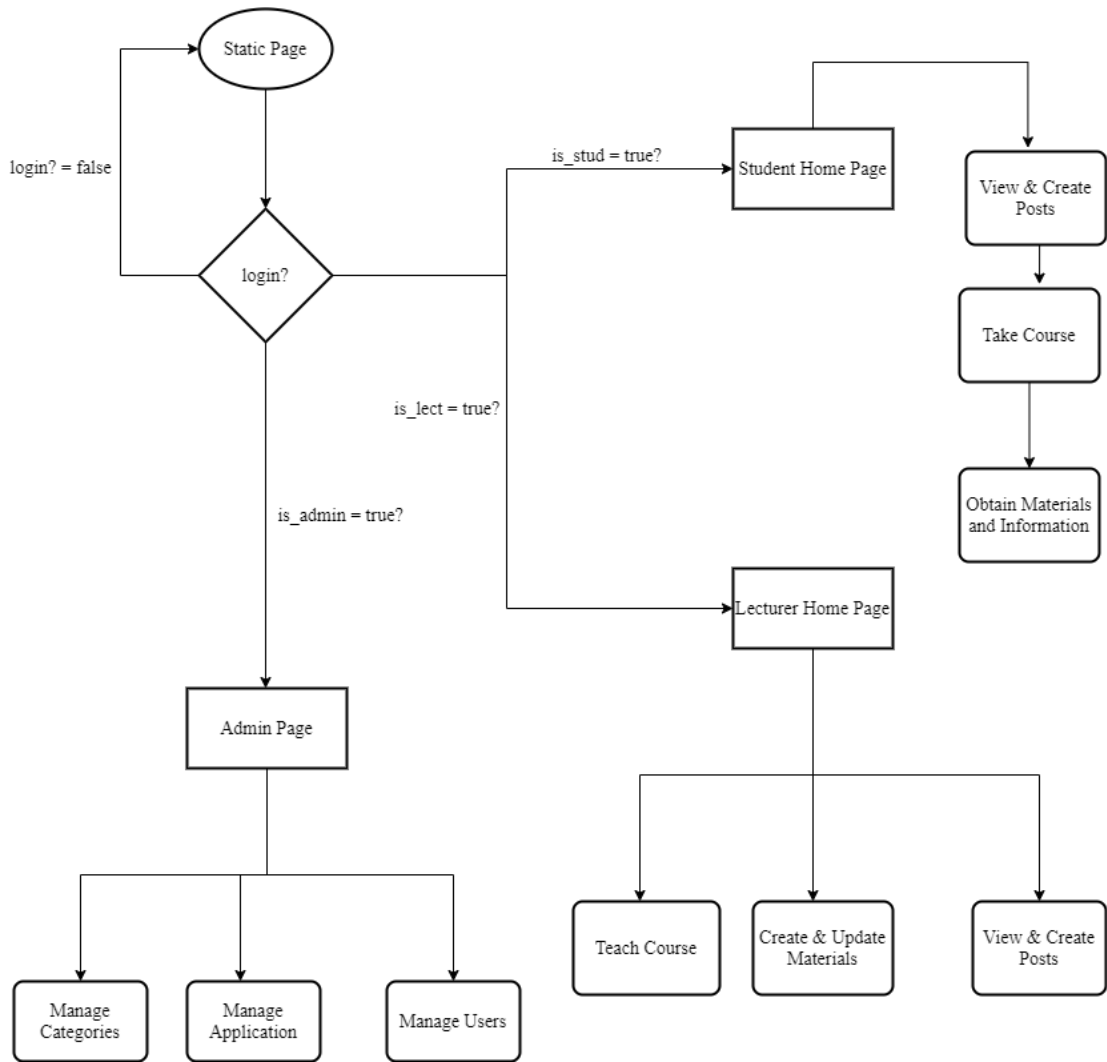 Static Page
login? = false
is_stud = true?
Student Home Page
View & Create
Posts
login?
Take Course
is_lect = true?
is_admin = true?
Obtain Materials
and Information
Lecturer Home Page
Admin Page
Teach Course
Create & Update
Materials
View & Create
Posts
Manage
Categories
Manage
Application
Manage Users